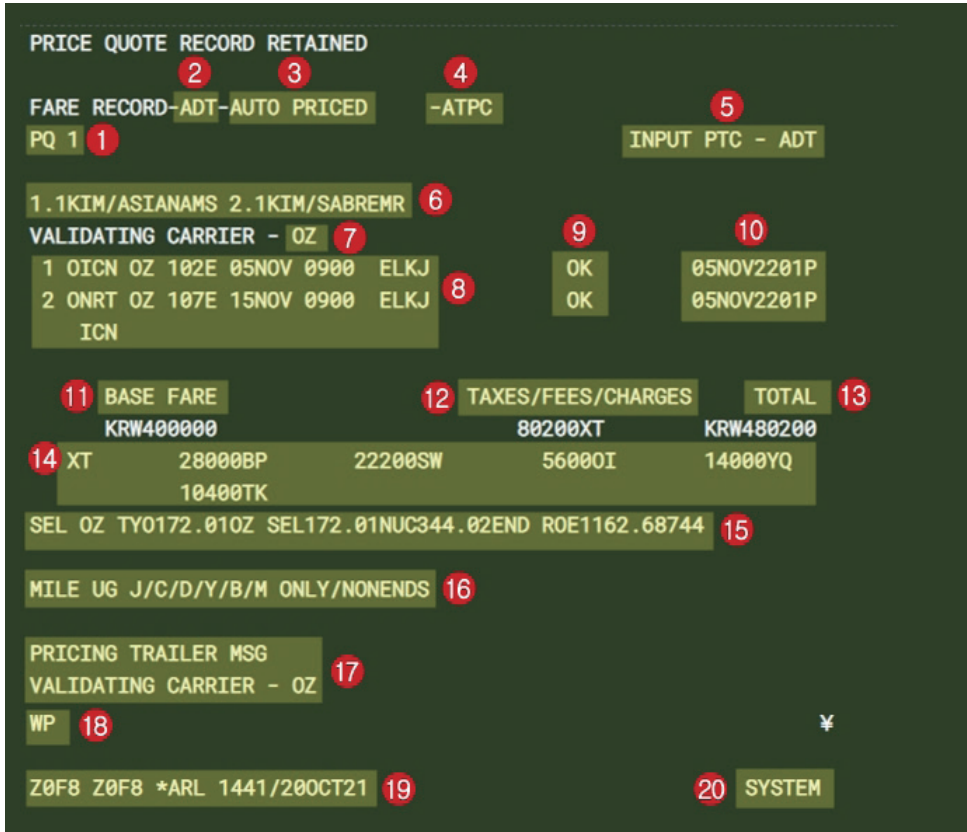 PRICE QUOTE RECORD RETAINED
2 3 4
FARE RECORD-ADT-AUTO PRICED -ATPC 5
PQ 1 1 INPUT PTC - ADT
1.1KIM/ASIANAMS 2.1KIM/SABREMR 6
VALIDATING CARRIER - OZ 7 9 10
1 OICN OZ 102E 05NOV 0900 ELKJ OK 05NOV2201P
8
2 ONRT OZ 107E 15NOV 0900 ELKJ OK 05NOV2201P
ICN
11 BASE FARE 12 TAXES/FEES/CHARGES TOTAL 13
KRW400000 80200XT KRW480200
14 XT 28000BP 22200SW 5600OI 14000YQ
10400TK
SEL OZ TYO172.01OZ SEL172.01NUC344.02END ROE1162.68744 15
MILE UG J/C/D/Y/B/M ONLY/NONENDS 16
PRICING TRAILER MSG
17
VALIDATING CARRIER - OZ
WP 18 ¥
Z0F8 Z0F8 *ARL 1441/20OCT21 19 20 SYSTEM